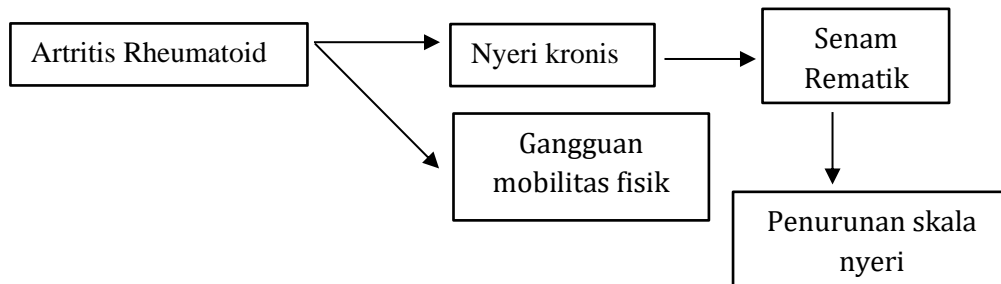 Artritis Rheumatoid
Nyeri kronis
Senam
Rematik
Gangguan
mobilitas fisik
Penurunan skala
nyeri